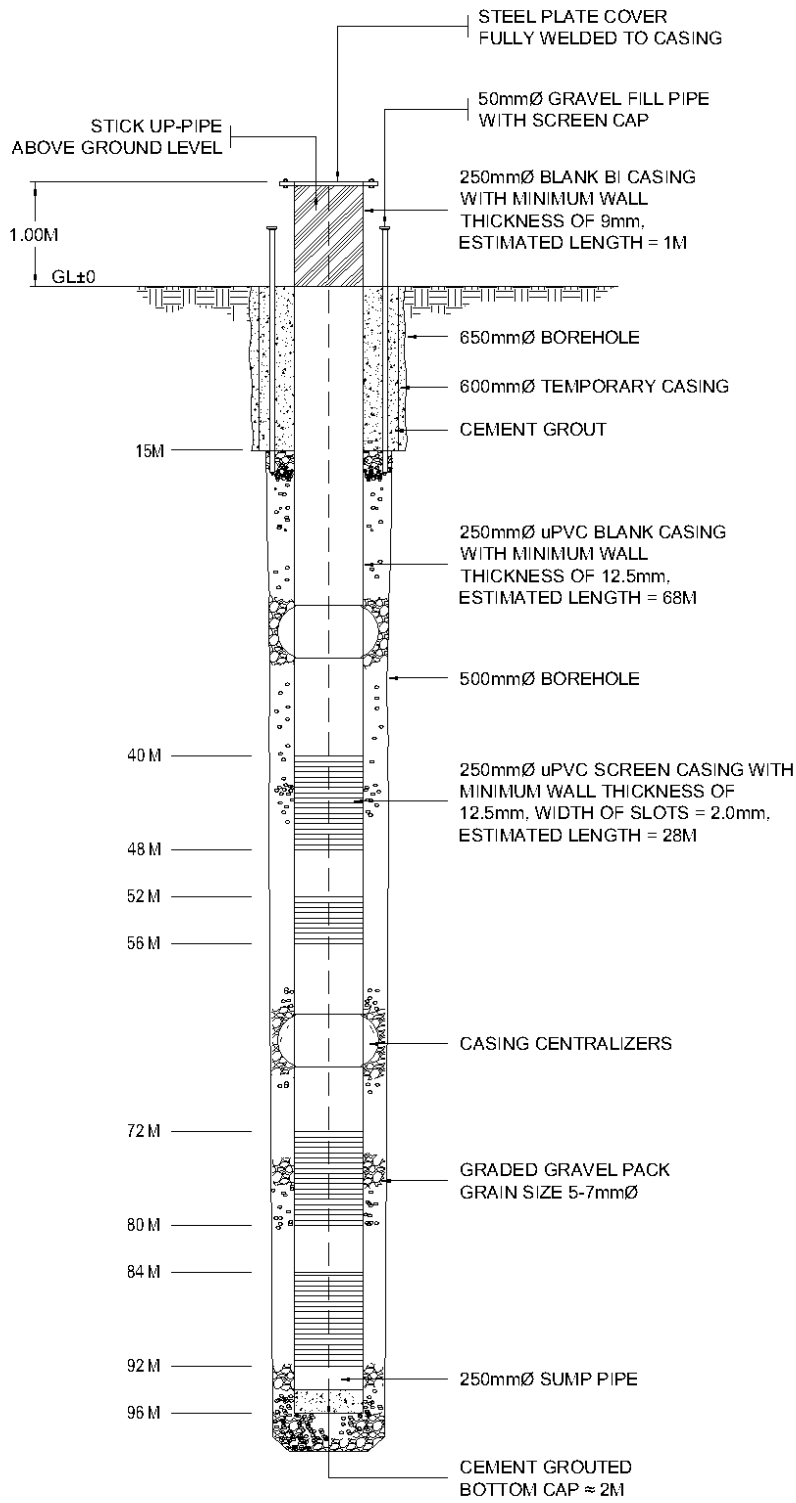 STEEL PLATE COVER
FULLY WELDED TO CASING
50mmØ GRAVEL FILL PIPE
WITH SCREEN CAP
STICK UP-PIPE
ABOVE GROUND LEVEL
250mmØ BLANK BI CASING
WITH MINIMUM WALL
THICKNESS OF 9mm,
ESTIMATED LENGTH = 1M
1.00M
GL±0
650mmØ BOREHOLE
600mmØ TEMPORARY CASING
CEMENT GROUT
15M
250mmØ uPVC BLANK CASING
WITH MINIMUM WALL
THICKNESS OF 12.5mm,
ESTIMATED LENGTH = 68M
500mmØ BOREHOLE
40 M
250mmØ uPVC SCREEN CASING WITH
MINIMUM WALL THICKNESS OF
12.5mm, WIDTH OF SLOTS = 2.0mm,
ESTIMATED LENGTH = 28M
48 M
52 M
56 M
CASING CENTRALIZERS
72 M
GRADED GRAVEL PACK
GRAIN SIZE 5-7mmØ
80 M
84 M
92 M
250mmØ SUMP PIPE
96 M
CEMENT GROUTED
BOTTOM CAP ≈ 2M